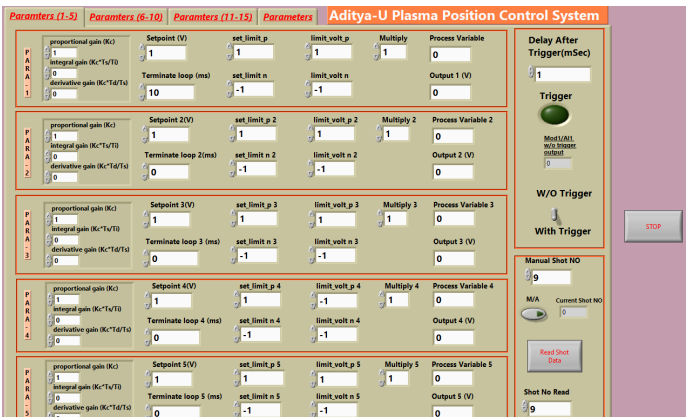 Paramters (1-5) Paramters (6-10) Paramters (11-15) Parameters Aditya-U Plasma Position Control System
PARA-1
proportional gain (Kc)
1
integral gain (Kc*Ts/Ti)
0
derivative gain (Kc*Td/Ts)
0
Setpoint (V) set_limit_p limit_volt_p Multiply Process Variable
1 1 1 1 0
Terminate loop (ms) set_limit n limit_volt n Output 1 (V)
10 -1 -1 0
PARA-2
proportional gain (Kc)
1
integral gain (Kc*Ts/Ti)
0
derivative gain (Kc*Td/Ts)
0
Setpoint 2(V) set_limit_p 2 limit_volt_p 2 Multiply 2 Process Variable 2
1 1 1 1 0
Terminate loop 2(ms) set_limit n 2 limit_volt n 2 Output 2 (V)
0 -1 -1 0
PARA-3
proportional gain (Kc)
1
integral gain (Kc*Ts/Ti)
0
derivative gain (Kc*Td/Ts)
0
Setpoint 3(V) set_limit_p 3 limit_volt_p 3 Multiply 3 Process Variable 3
1 1 1 1 0
Terminate loop 3 (ms) set_limit n 3 limit_volt n 3 Output 3 (V)
0 -1 -1 0
PARA-4
proportional gain (Kc)
1
integral gain (Kc*Ts/Ti)
0
derivative gain (Kc*Td/Ts)
0
Setpoint 4(V) set_limit_p 4 limit_volt_p 4 Multiply 4 Process Variable 4
1 1 1 1 0
Terminate loop 4 (ms) set_limit n 4 limit_volt n 4 Output 4 (V)
0 -1 -1 0
PARA-5
proportional gain (Kc)
1
integral gain (Kc*Ts/Ti)
0
derivative gain (Kc*Td/Ts)
Setpoint 5(V) set_limit_p 5 limit_volt_p 5 Multiply 5 Process Variable 5
1 1 1 1 0
Terminate loop 5 (ms) set_limit n 5 limit_volt n 5 Output 5 (V)
0 -1 -1 0
Delay After
Trigger(mSec)
1
Trigger
Mod1/AI1
w/o trigger
output
0
W/O Trigger
With Trigger
STOP
Manual Shot NO
9
M/A Current Shot NO
0
Read Shot
Data
Shot No Read
9